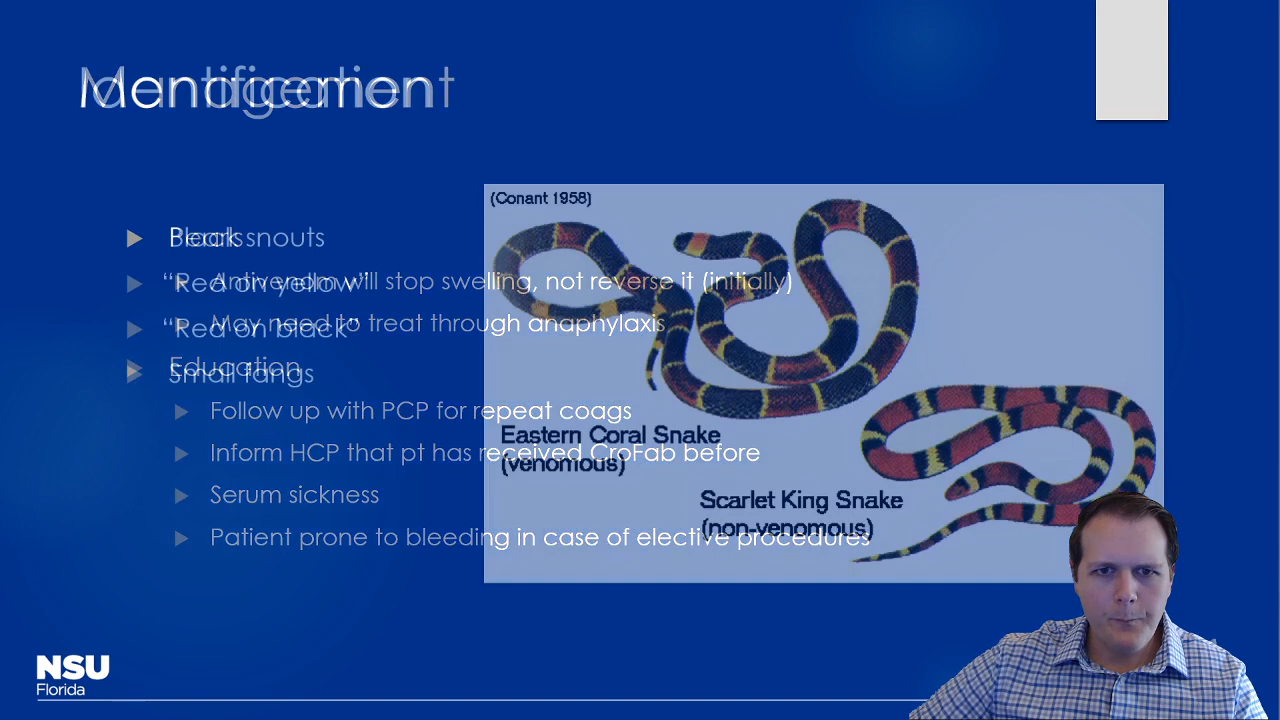 Management
Identification
(Conant 1958)
Pearls
Black snouts
Antivenom will stop swelling, not reverse it (initially)
“Red on yellow”
May need to treat through anaphylaxis
“Red on black”
Education
Small fangs
Follow up with PCP for repeat coags
Eastern Coral Snake
(venomous)
Inform HCP that pt has received CroFab before
Serum sickness
Scarlet King Snake
(non-venomous)
Patient prone to bleeding in case of elective procedures
NSU
Florida